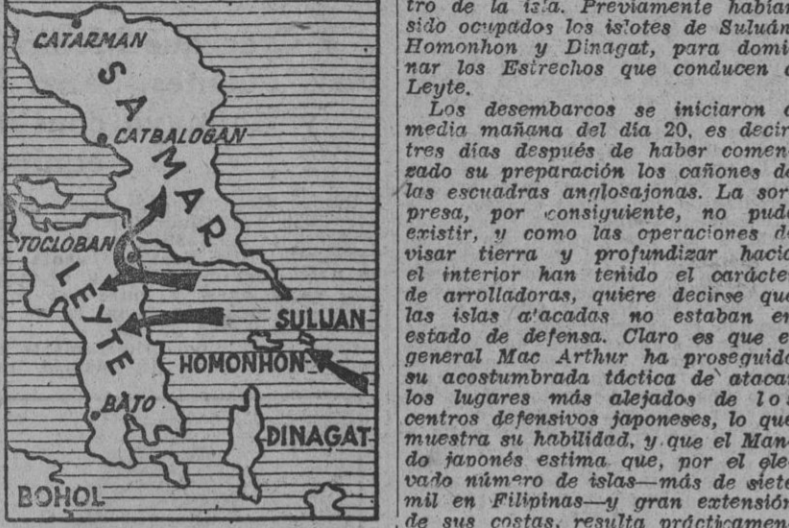 CATARMAN
SAMAR
CATBALOGAN
TOCLOBAN
LEYTE
SULUAN
HOMONHON
BATO
DINAGAT
BOHOL
tro de la isla. Previamente habían
sido ocupados los islotes de Suluán
Homonhon y Dinagat, para domi
nar los Estrechos que conducen a
Leyte.
Los desembarcos se iniciaron a
media mañana del día 20, es decir
tres días después de haber comen
zado su preparación los cañones de
las escuadras anglosajonas. La sor
presa, por consiguiente, no pud
existir, y como las operaciones de
visar tierra y profundizar hacia
el interior han tenido el carácte
de arrolladoras, quiere decirse que
las islas atacadas no estaban en
estado de defensa. Claro es que e
general Mac Arthur ha proseguido
su acostumbrada táctica de atacar
los lugares más alejados de los
centros defensivos japoneses, lo que
muestra su habilidad, y que el Man
do japonés estima que, por el ele
vado número de islas—más de siete
mil en Filipinas—y gran extensión
de sus costas, resulta prácticamen